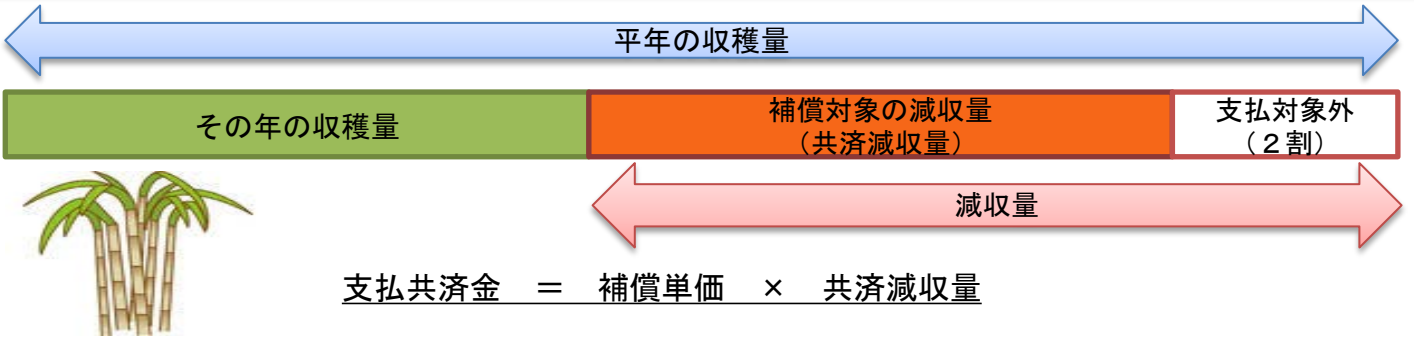 平年の収穫量
その年の収穫量
補償対象の減収量
（共済減収量）
支払対象外
（２割）
減収量
支払共済金　＝　補償単価　×　共済減収量